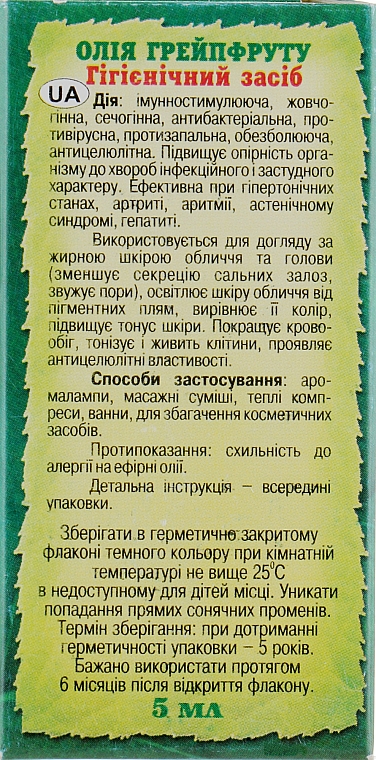 ОЛІЯ ГРЕЙПФРУТУ
Гігієнічний засіб
UA
Дія: імунностимулююча, жовчо-
гінна, сечогінна, антибактеріальна, про-
тивірусна, протизапальна, обезболююча,
антицелюлітна. Підвищує опірність орга-
нізму до хвороб інфекційного і застудного
характеру. Ефективна при гіпертонічних
станах, артриті, аритмії, астенічному
синдромі, гепатиті.
Використовується для догляду за
жирною шкірою обличчя та голови
(зменшує секрецію сальних залоз,
звужує пори), освітлює шкіру обличчя від
пігментних плям, вирівнює її колір,
підвищує тонус шкіри. Покращує крово-
обіг, тонізує і живить клітини, проявляє
антицелюлітні властивості.
Способи застосування: аро-
малампи, масажні суміші, теплі комп-
реси, ванни, для збагачення косметичних
засобів.
Протипоказання: схильність до
алергії на ефірні олії.
Детальна інструкція – всередині
упаковки.
Зберігати в герметично закритому
флаконі темного кольору при кімнатній
температурі не вище 25°С
в недоступному для дітей місці. Уникати
попадання прямих сонячних променів.
Термін зберігання: при дотриманні
герметичності упаковки – 5 років.
Бажано використати протягом
6 місяців після відкриття флакону.
5 мл